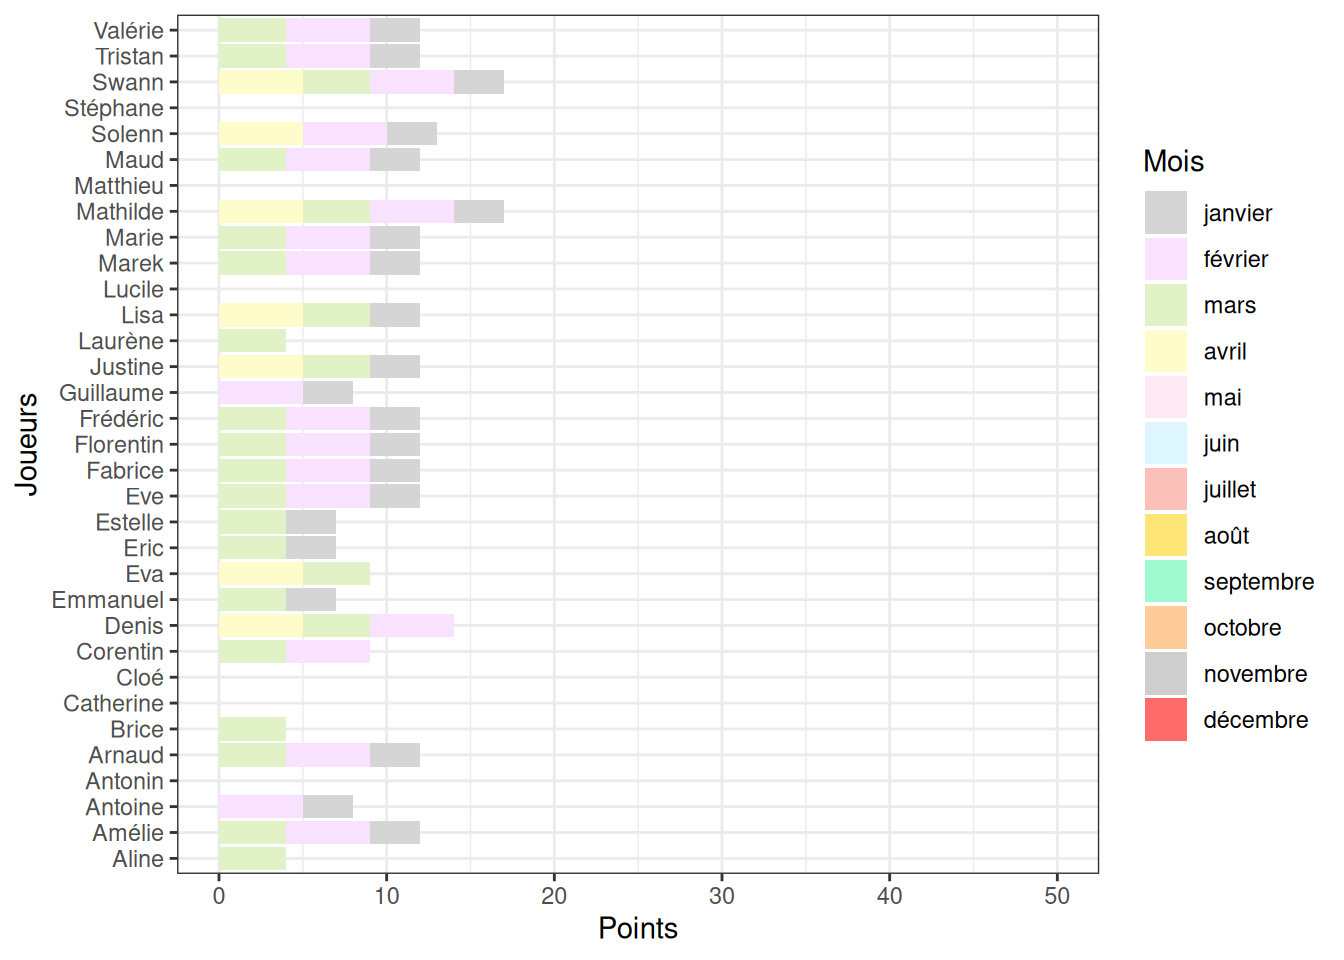 Joueurs
Valérie
Tristan
Swann
Stéphane
Solenn
Maud
Matthieu
Mathilde
Marie
Marek
Lucile
Lisa
Laurène
Justine
Guillaume
Frédéric
Florentin
Fabrice
Eve
Estelle
Eric
Eva
Emmanuel
Denis
Corentin
Cloé
Catherine
Brice
Arnaud
Antonin
Antoine
Amélie
Aline
0 10 20 30 40 50
Points
Mois
janvier
février
mars
avril
mai
juin
juillet
août
septembre
octobre
novembre
décembre